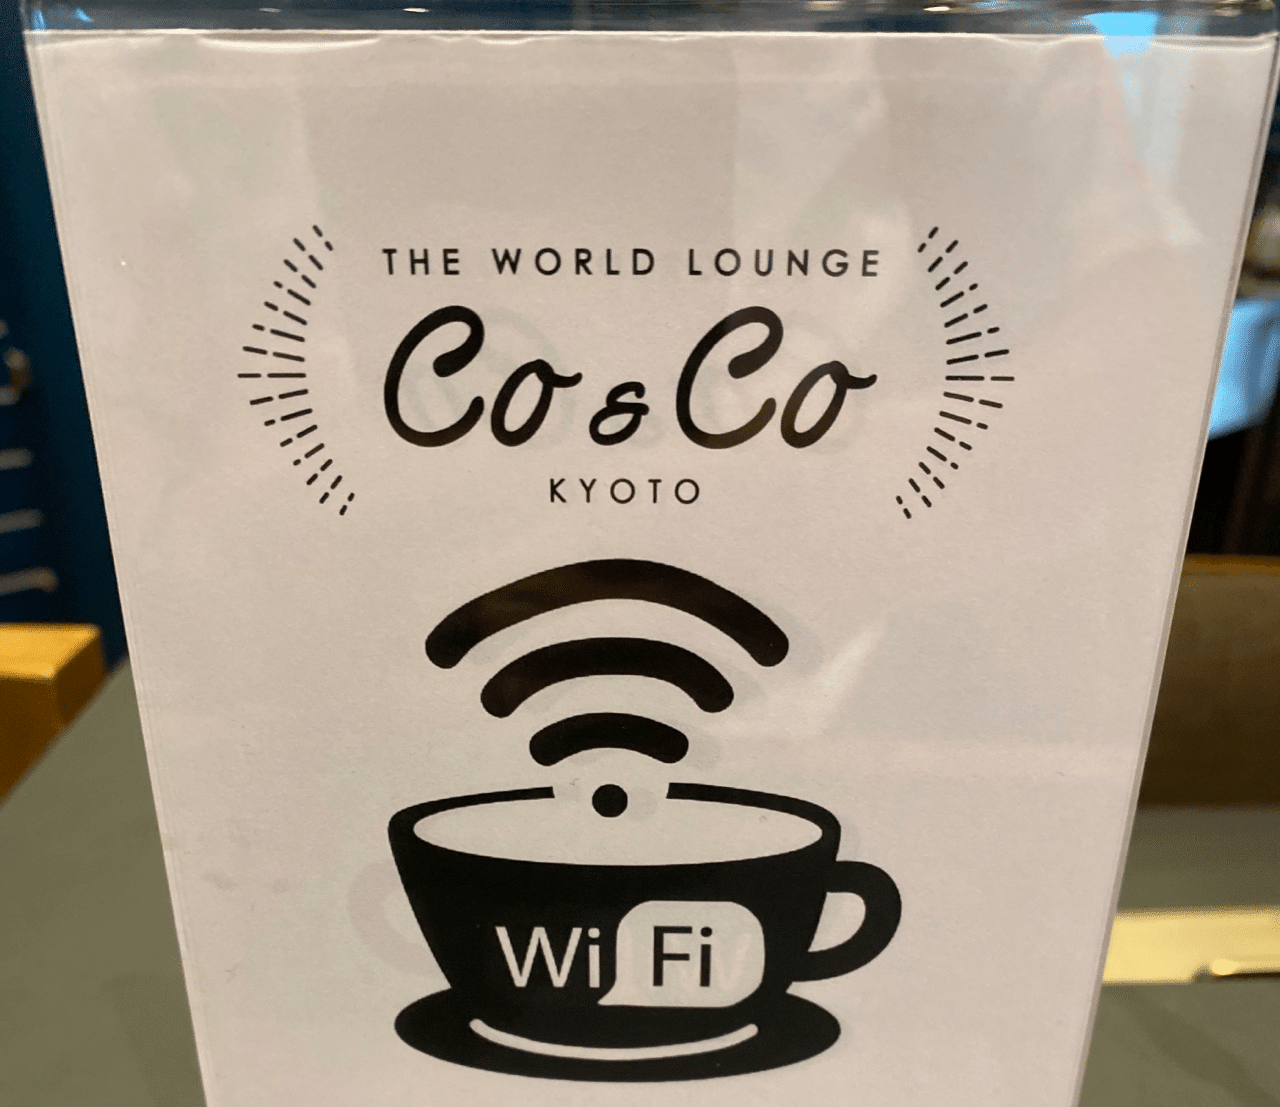 THE WORLD LOUNGE
Co & Co
KYOTO
Wi Fi